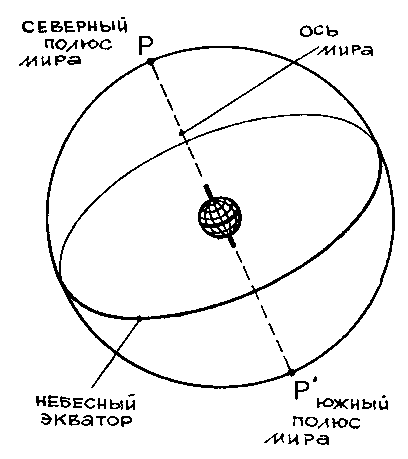 СЕВЕРНЫЙ
ПОЛЮС
МИРА
P
ОСЬ
МИРА
НЕБЕСНЫЙ
ЭКВАТОР
P'
ЮЖНЫЙ
ПОЛЮС
МИРА